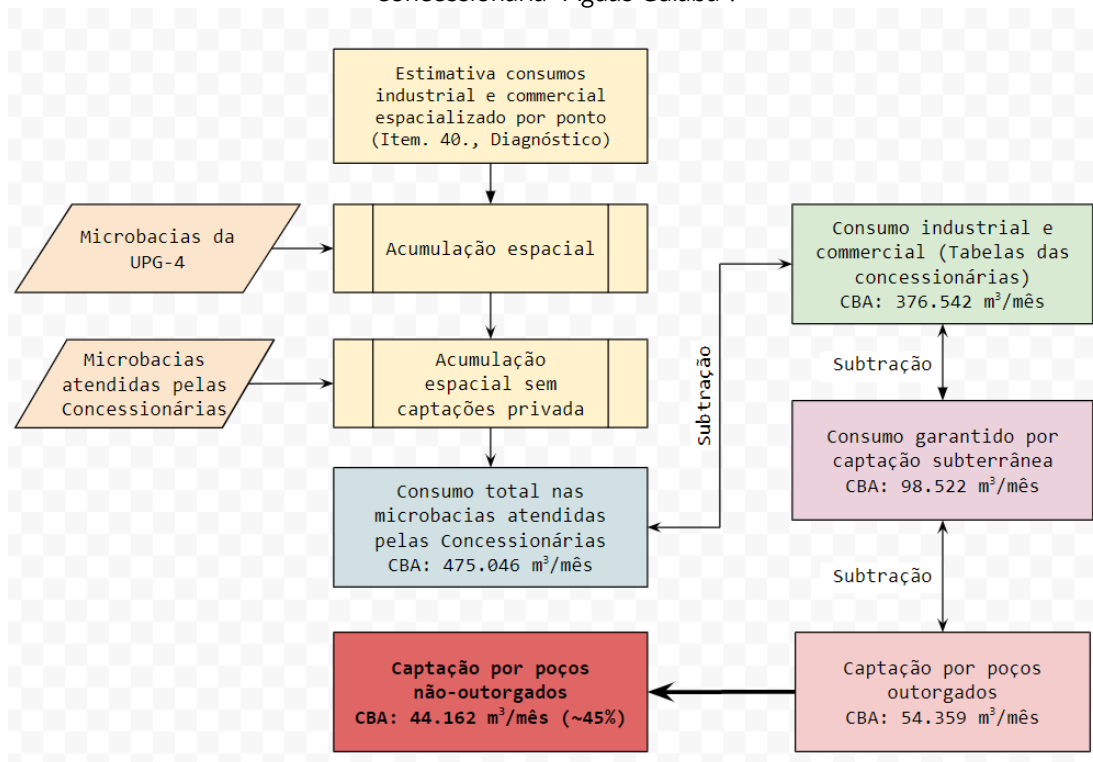 concessionária "Águas Cuiabá".
Estimativa consumos
industrial e commercial
espacializado por ponto
(Item. 40., Diagnóstico)
Microbacias da
UPG-4
Acumulação espacial
Microbacias
atendidas pelas
Concessionárias
Acumulação
espacial sem
captações privada
Consumo total nas
microbacias atendidas
pelas Concessionárias
CBA: 475.046 m³/mês
Subtração
Consumo industrial e
commercial (Tabelas das
concessionárias)
CBA: 376.542 m³/mês
Subtração
Consumo garantido por
captação subterrânea
CBA: 98.522 m³/mês
Subtração
Captação por poços
outorgados
CBA: 54.359 m³/mês
Captação por poços
não-outorgados
CBA: 44.162 m³/mês (~45%)